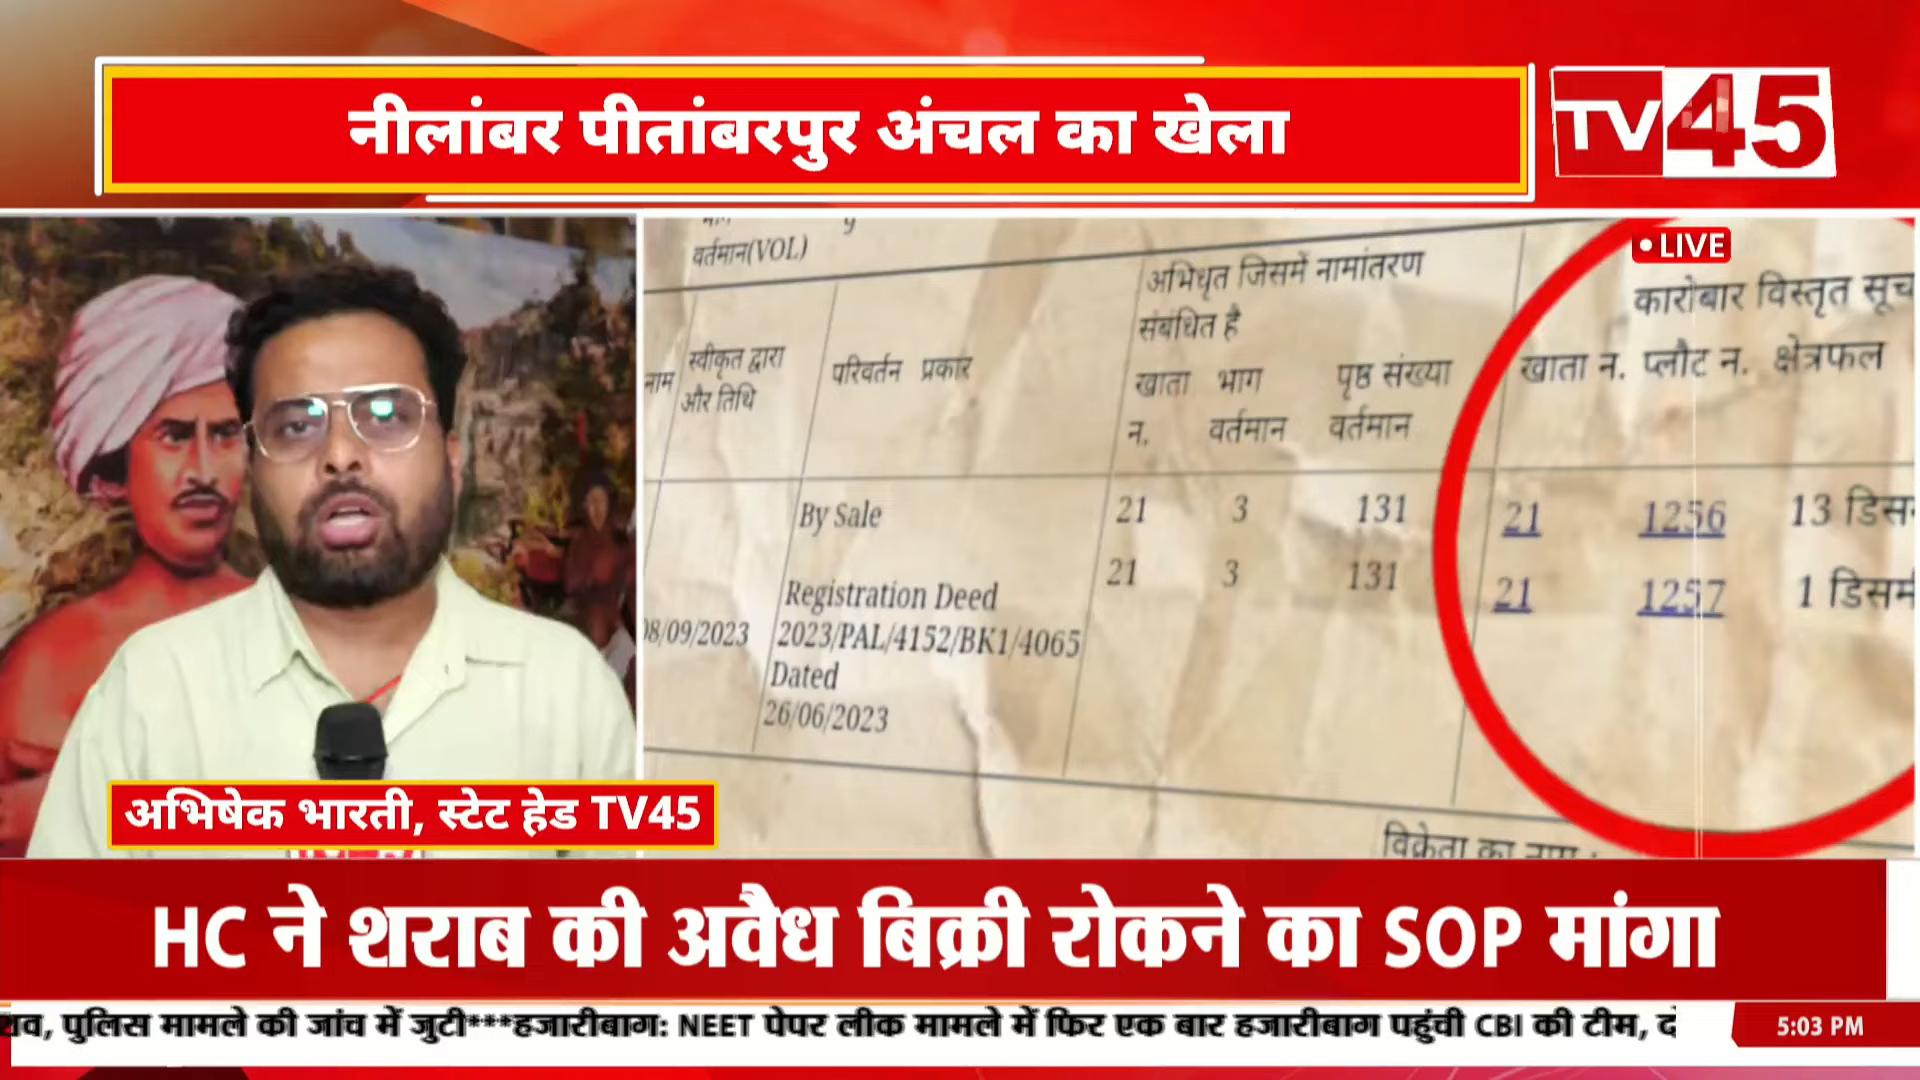 नीलांबर पीतांबरपुर अंचल का खेला
TV45
LIVE
वर्तमान(VOL)
अभिधृत जिसमें नामांतरण
संबंधित है
कारोबार विस्तृत
नाम
स्वीकृत द्वारा
और तिथि
परिवर्तन प्रकार
खाता भाग पृष्ठ संख्या
न. वर्तमान वर्तमान
खाता न. प्लौट न. क्षेत्रफल
By Sale 21 3 131 21 1256 13
21 3 131 21 1257 1
Registration Deed
08/09/2023 2023/PAL/4152/BK1/4065
Dated
26/06/2023
विक्रेता का नाम :
अभिषेक भारती, स्टेट हेड TV45
HC ने शराब की अवैध बिक्री रोकने का SOP मांगा
पुलिस मामले की जांच में जुटी***हजारीबाग: NEET पेपर लीक मामले में फिर एक बार हजारीबाग पहुंची CBI की टीम,
5:03 PM